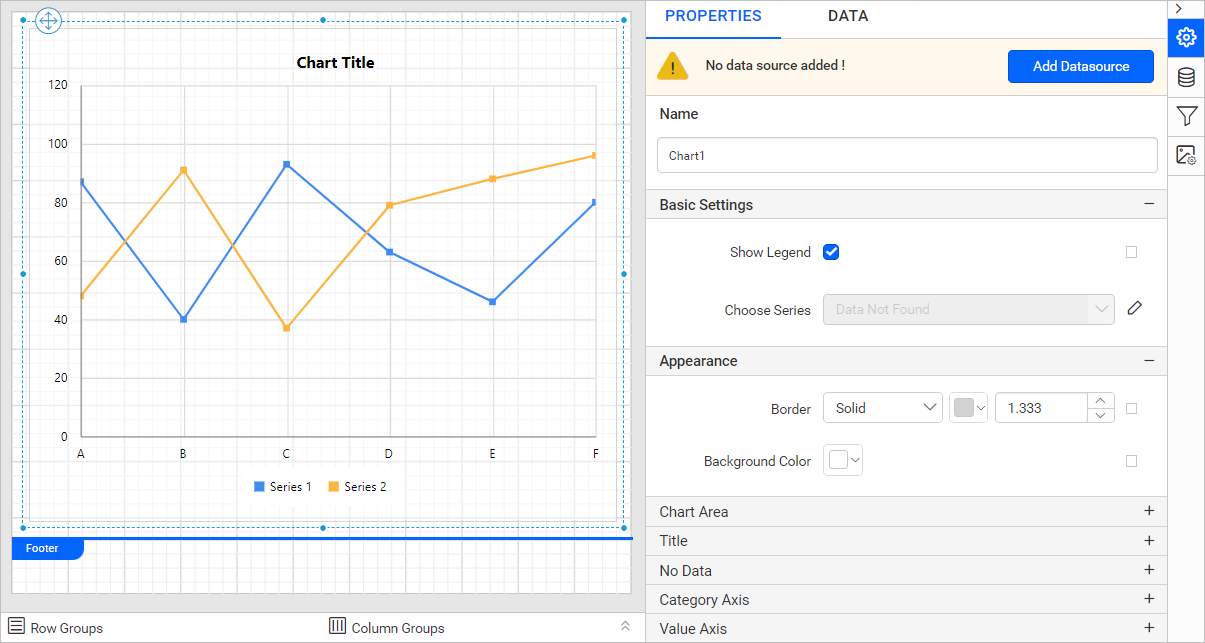 Chart Title
120
100
80
60
40
20
0
A B C D E F
Series 1 Series 2
Footer
Row Groups Column Groups
PROPERTIES DATA
! No data source added ! Add Datasource
Name
Chart1
Basic Settings
Show Legend
Choose Series Data Not Found
Appearance
Border Solid 1.333
Background Color
Chart Area
Title
No Data
Category Axis
Value Axis